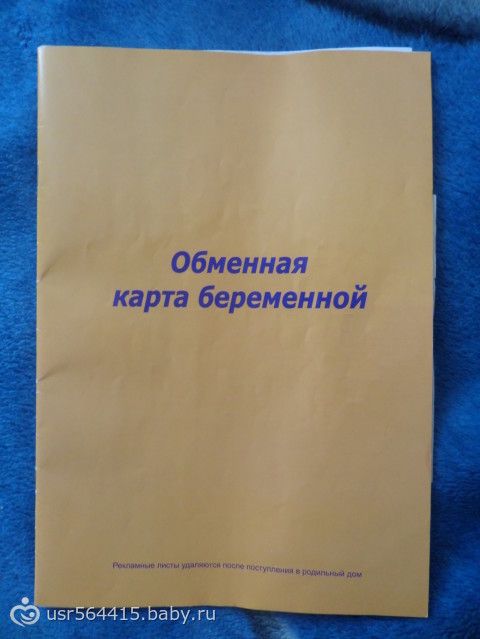 Обменная
карта беременной
Рекламные листы удаляются после поступления в родильный дом
usr564415.baby.ru